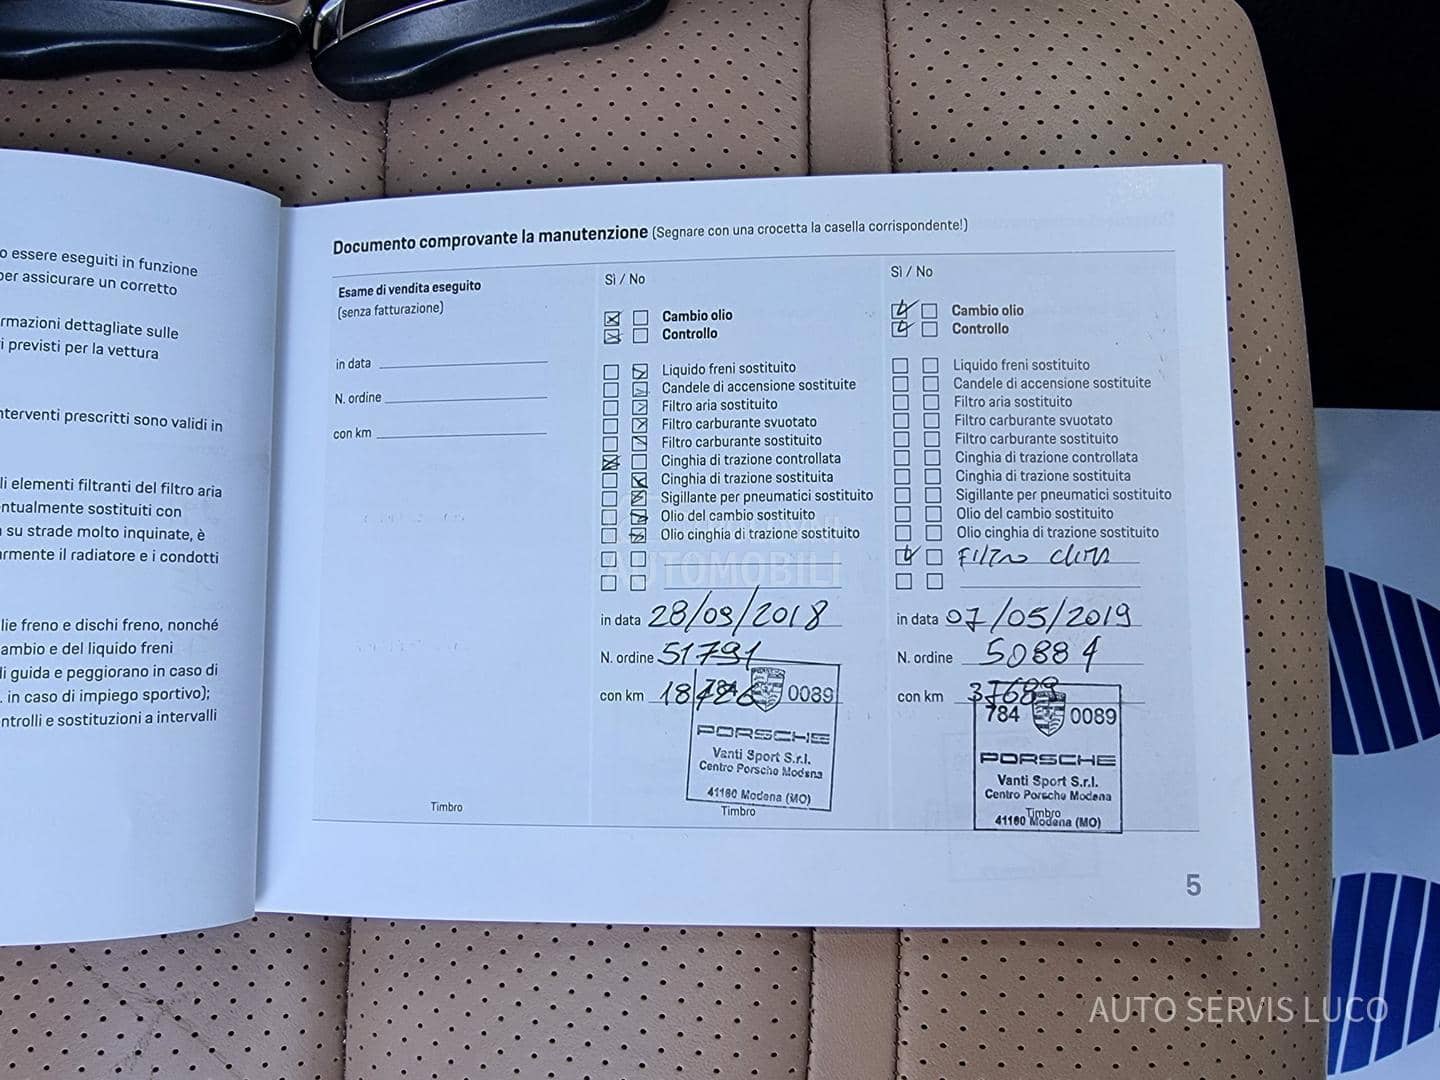 o essere eseguiti in funzione
per assicurare un corretto
rmazioni dettagliate sulle
i previsti per la vettura
nterventi prescritti sono validi in
li elementi filtranti del filtro aria
ntualmente sostituiti con
su strade molto inquinate, è
armente il radiatore e i condotti
lie freno e dischi freno, nonché
ambio e del liquido freni
di guida e peggiorano in caso di
. in caso di impiego sportivo);
ntrolli e sostituzioni a intervalli
Documento comprovante la manutenzione (Segnare con una crocetta la casella corrispondente!)
Esame di vendita eseguito
(senza fatturazione)
in data
N. ordine
con km
Timbro
Sì / No
Cambio olio
Controllo
Liquido freni sostituito
Candele di accensione sostituite
Filtro aria sostituito
Filtro carburante svuotato
Filtro carburante sostituito
Cinghia di trazione controllata
Cinghia di trazione sostituita
Sigillante per pneumatici sostituito
Olio del cambio sostituito
Olio cinghia di trazione sostituito
AUTOMOBILI
in data 28/09/2018
N. ordine 51791
con km
0089
PORSCHE
Vanti Sport S.r.l.
Centro Porsche Modena
41160 Modena (MO)
Timbro
Sì / No
Cambio olio
Controllo
Liquido freni sostituito
Candele di accensione sostituite
Filtro aria sostituito
Filtro carburante svuotato
Filtro carburante sostituito
Cinghia di trazione controllata
Cinghia di trazione sostituita
Sigillante per pneumatici sostituito
Olio del cambio sostituito
Olio cinghia di trazione sostituito
FILTRO CLIMA
in data 07/05/2019
N. ordine 50884
con km 37689
784 0089
PORSCHE
Vanti Sport S.r.l.
Centro Porsche Modena
Timbro
41160 Modena (MO)
5
AUTO SERVIS LUCO